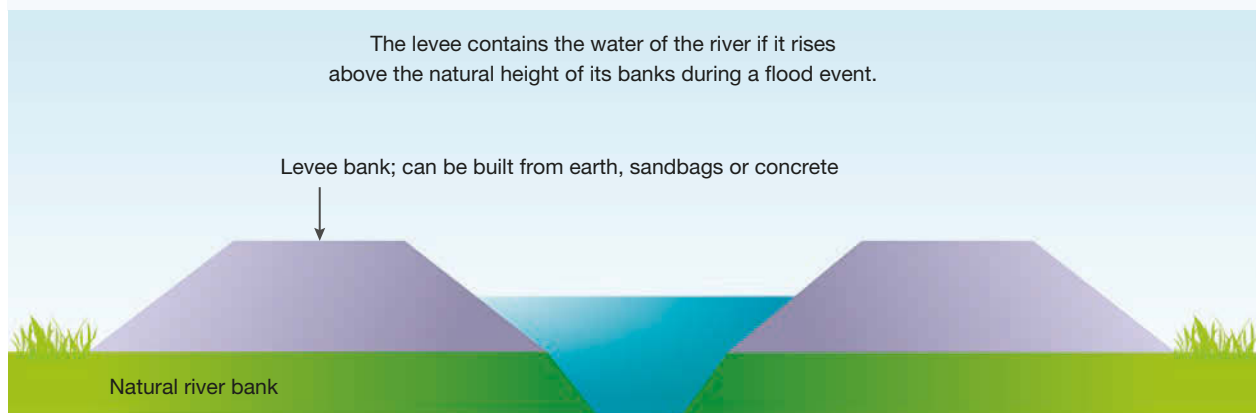 The levee contains the water of the river if it rises
above the natural height of its banks during a flood event.
Levee bank; can be built from earth, sandbags or concrete
Natural river bank